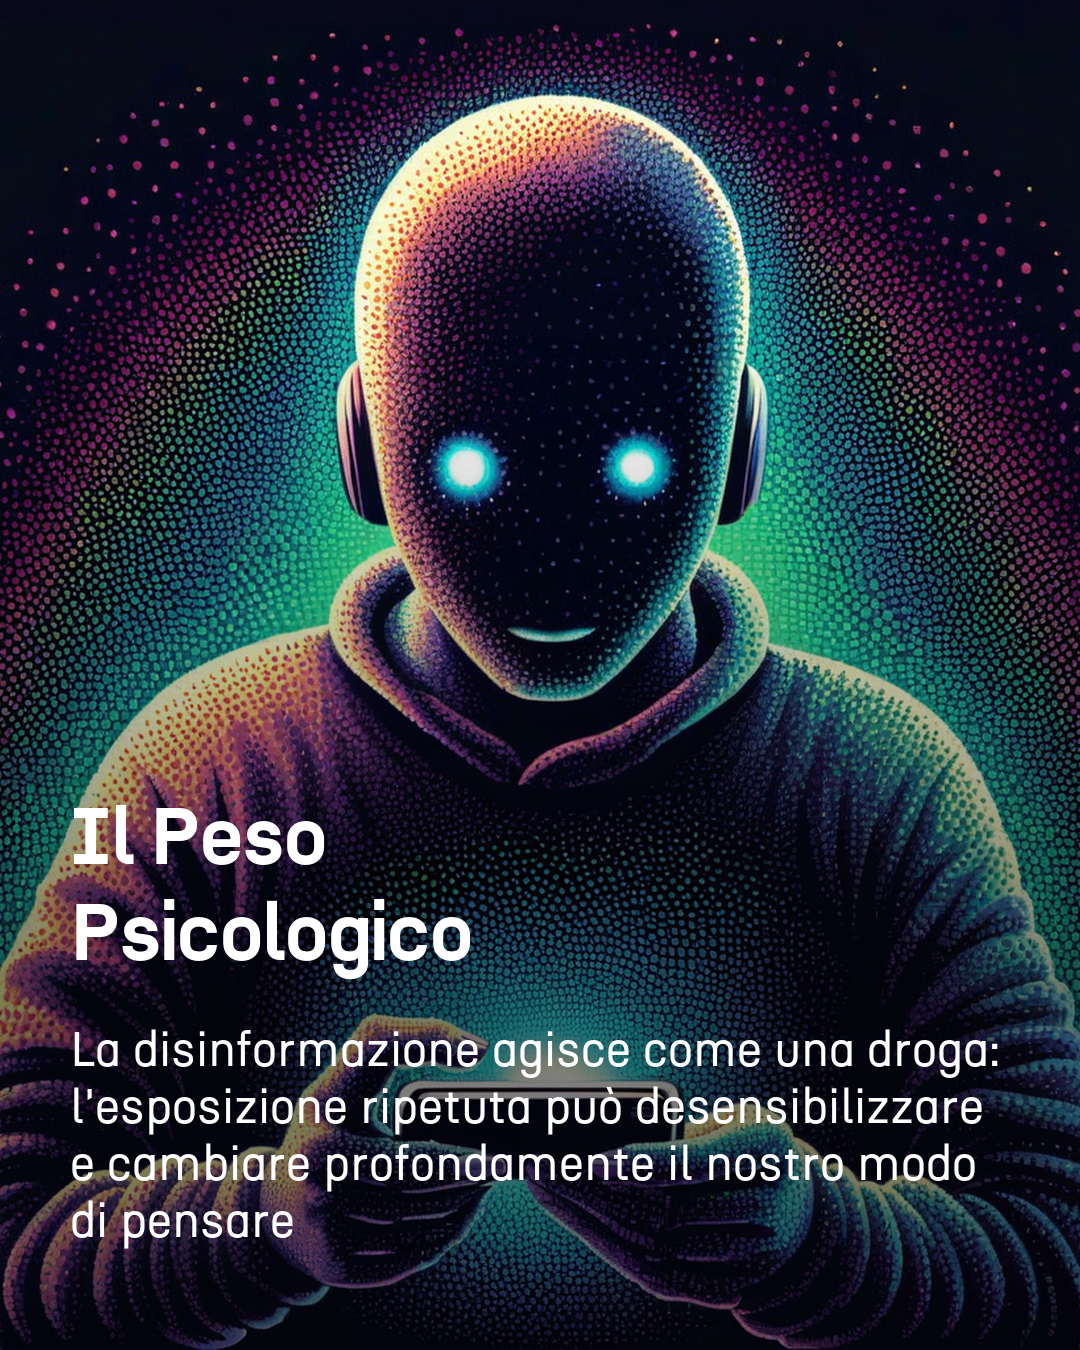 Il Peso
Psicologico
La disinformazione agisce come una droga:
l'esposizione ripetuta può desensibilizzare
e cambiare profondamente il nostro modo
di pensare